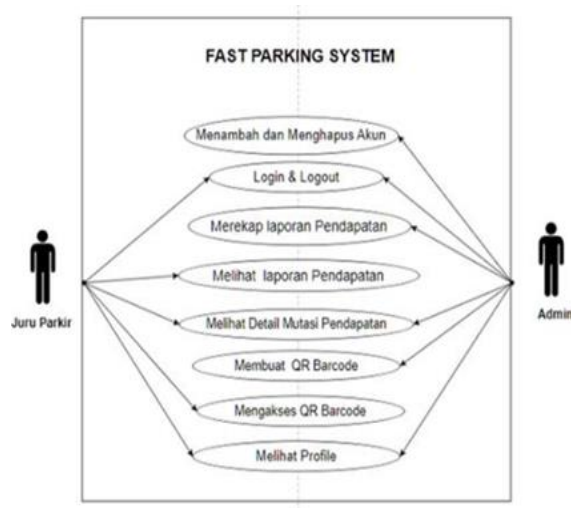 FAST PARKING SYSTEM
Menambah dan Menghapus Akun
Login & Logout
Merekap laporan Pendapatan
Melihat laporan Pendapatan
Juru Parkir
Admin
Melihat Detail Mutasi Pendapatan
Membuat QR Barcode
Mengakses QR Barcode
Melihat Profile